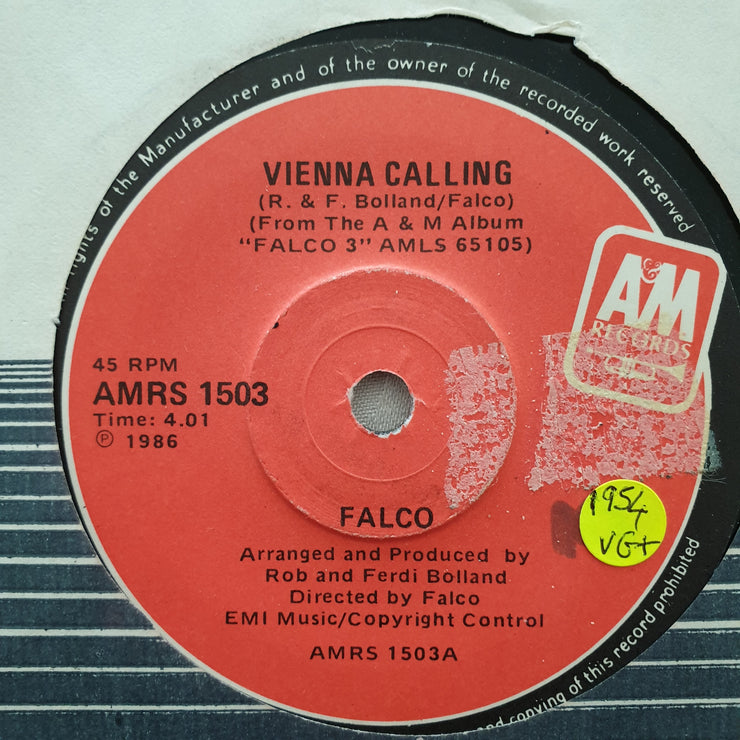 rights of the Manufacturer and of the owner of the recorded work reserved
VIENNA CALLING
(R. & F. Bolland/Falco)
(From The A & M Album
"FALCO 3" AMLS 65105)
A&M
RECORDS
45 RPM
AMRS 1503
Time: 4.01
℗ 1986
1954
VG+
FALCO
Arranged and Produced by
Rob and Ferdi Bolland
Directed by Falco
EMI Music/Copyright Control
AMRS 1503A
copying of this record prohibited